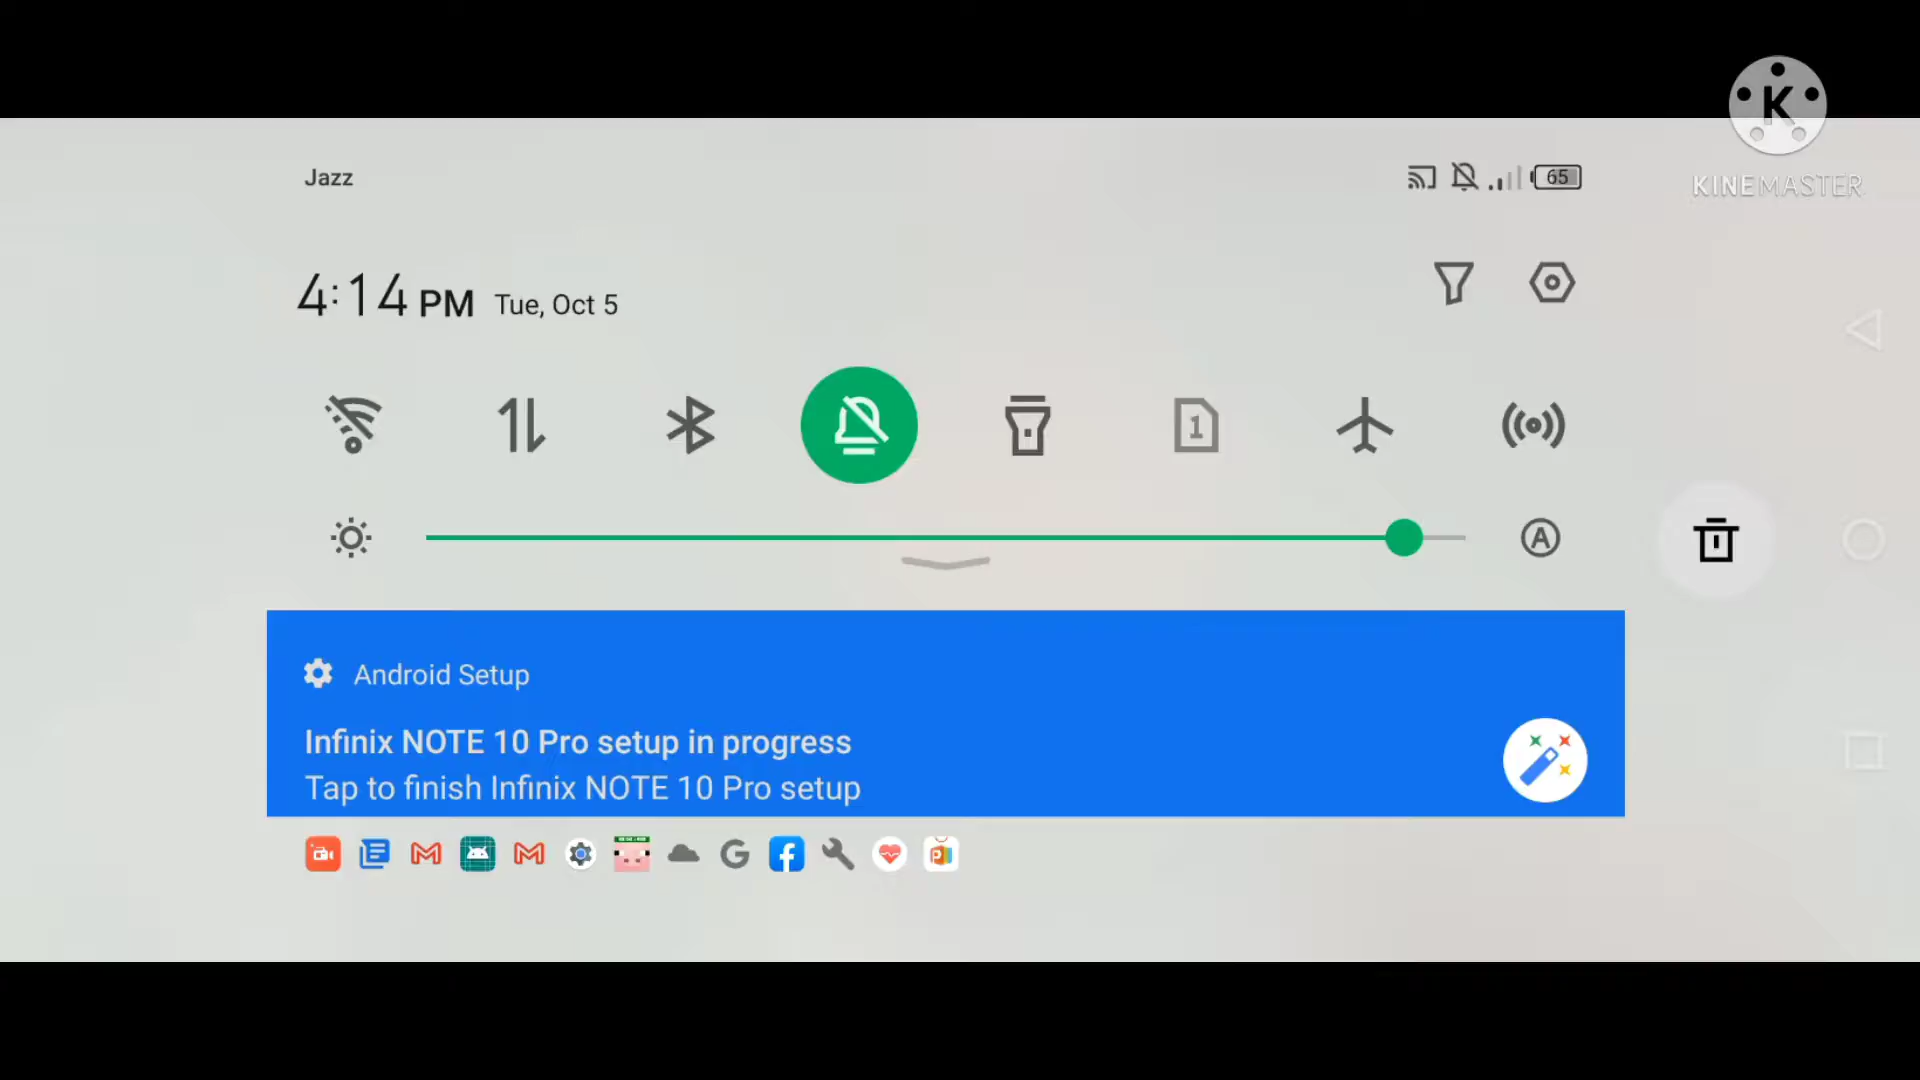 K
KINEMASTER
Jazz
65
4:14 PM Tue, Oct 5
1
A
Android Setup
Infinix NOTE 10 Pro setup in progress
Tap to finish Infinix NOTE 10 Pro setup